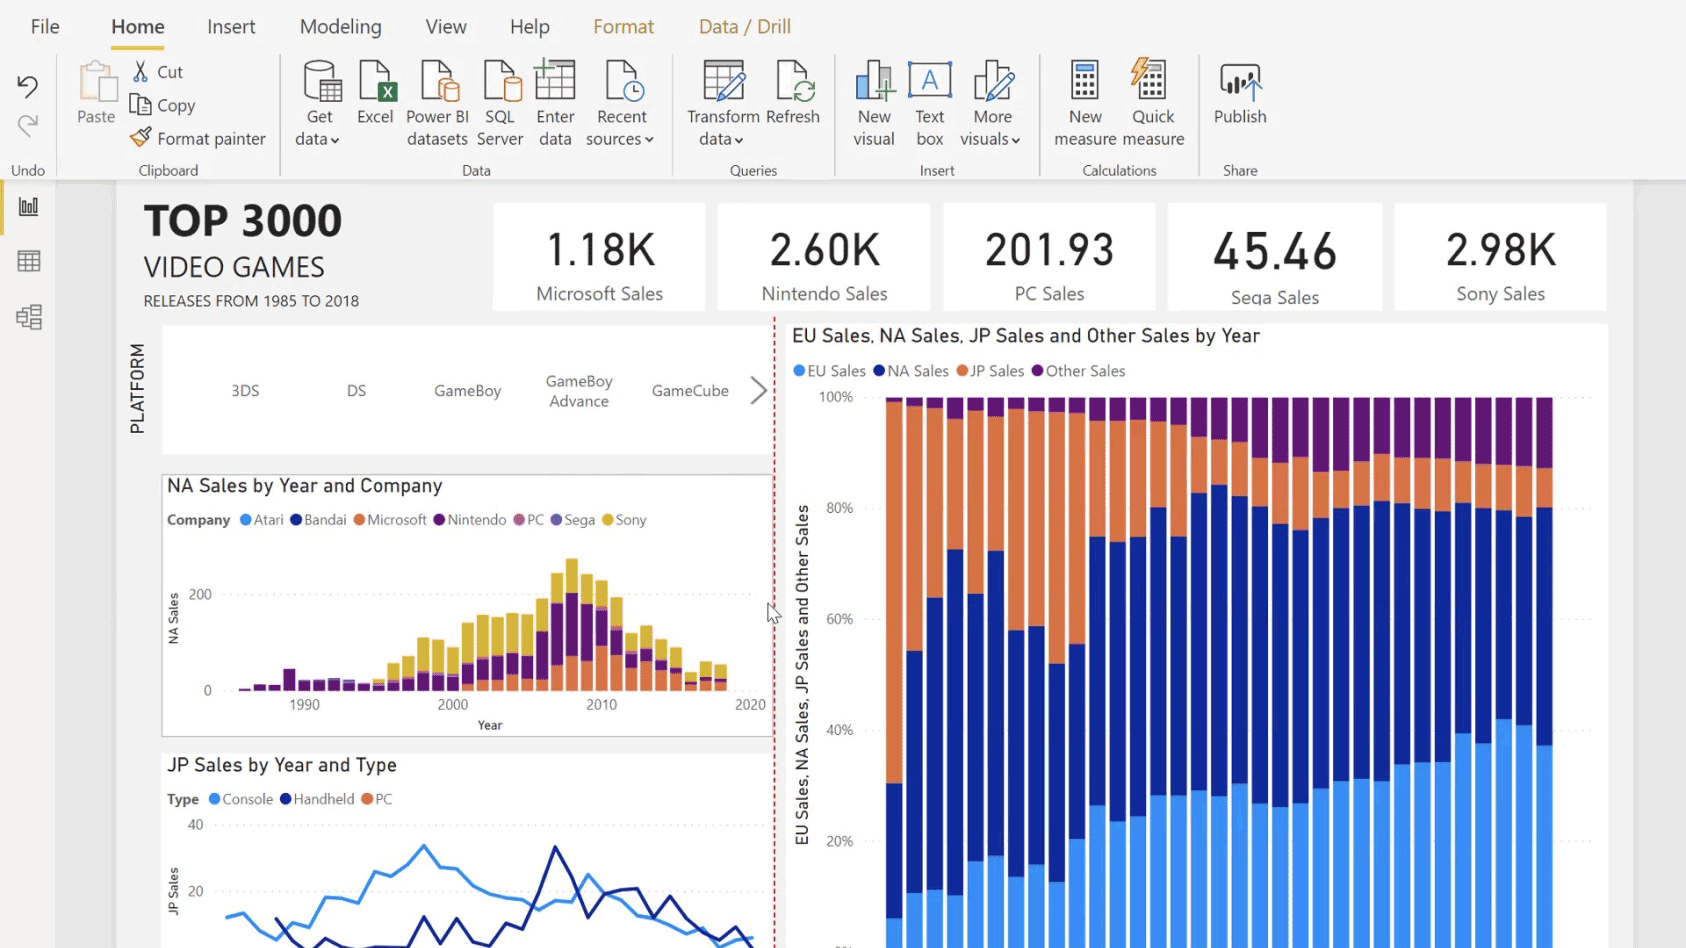 File Home Insert Modeling View Help Format Data / Drill
Paste
Cut
Copy
Format painter
Get data
Excel
Power BI datasets
SQL Server
Enter data
Recent sources
Transform data
Refresh
New visual
Text box
More visuals
New measure
Quick measure
Publish
Undo Clipboard Data Queries Insert Calculations Share
TOP 3000
VIDEO GAMES
RELEASES FROM 1985 TO 2018
1.18K
Microsoft Sales
2.60K
Nintendo Sales
201.93
PC Sales
45.46
Sega Sales
2.98K
Sony Sales
PLATFORM
3DS
DS
GameBoy
GameBoy
Advance
GameCube
NA Sales by Year and Company
Company Atari Bandai Microsoft Nintendo PC Sega Sony
NA Sales
200
0
1990 2000 2010 2020
Year
JP Sales by Year and Type
Type Console Handheld PC
JP Sales
40
20
EU Sales, NA Sales, JP Sales and Other Sales by Year
EU Sales NA Sales JP Sales Other Sales
EU Sales, NA Sales, JP Sales and Other Sales
100%
80%
60%
40%
20%